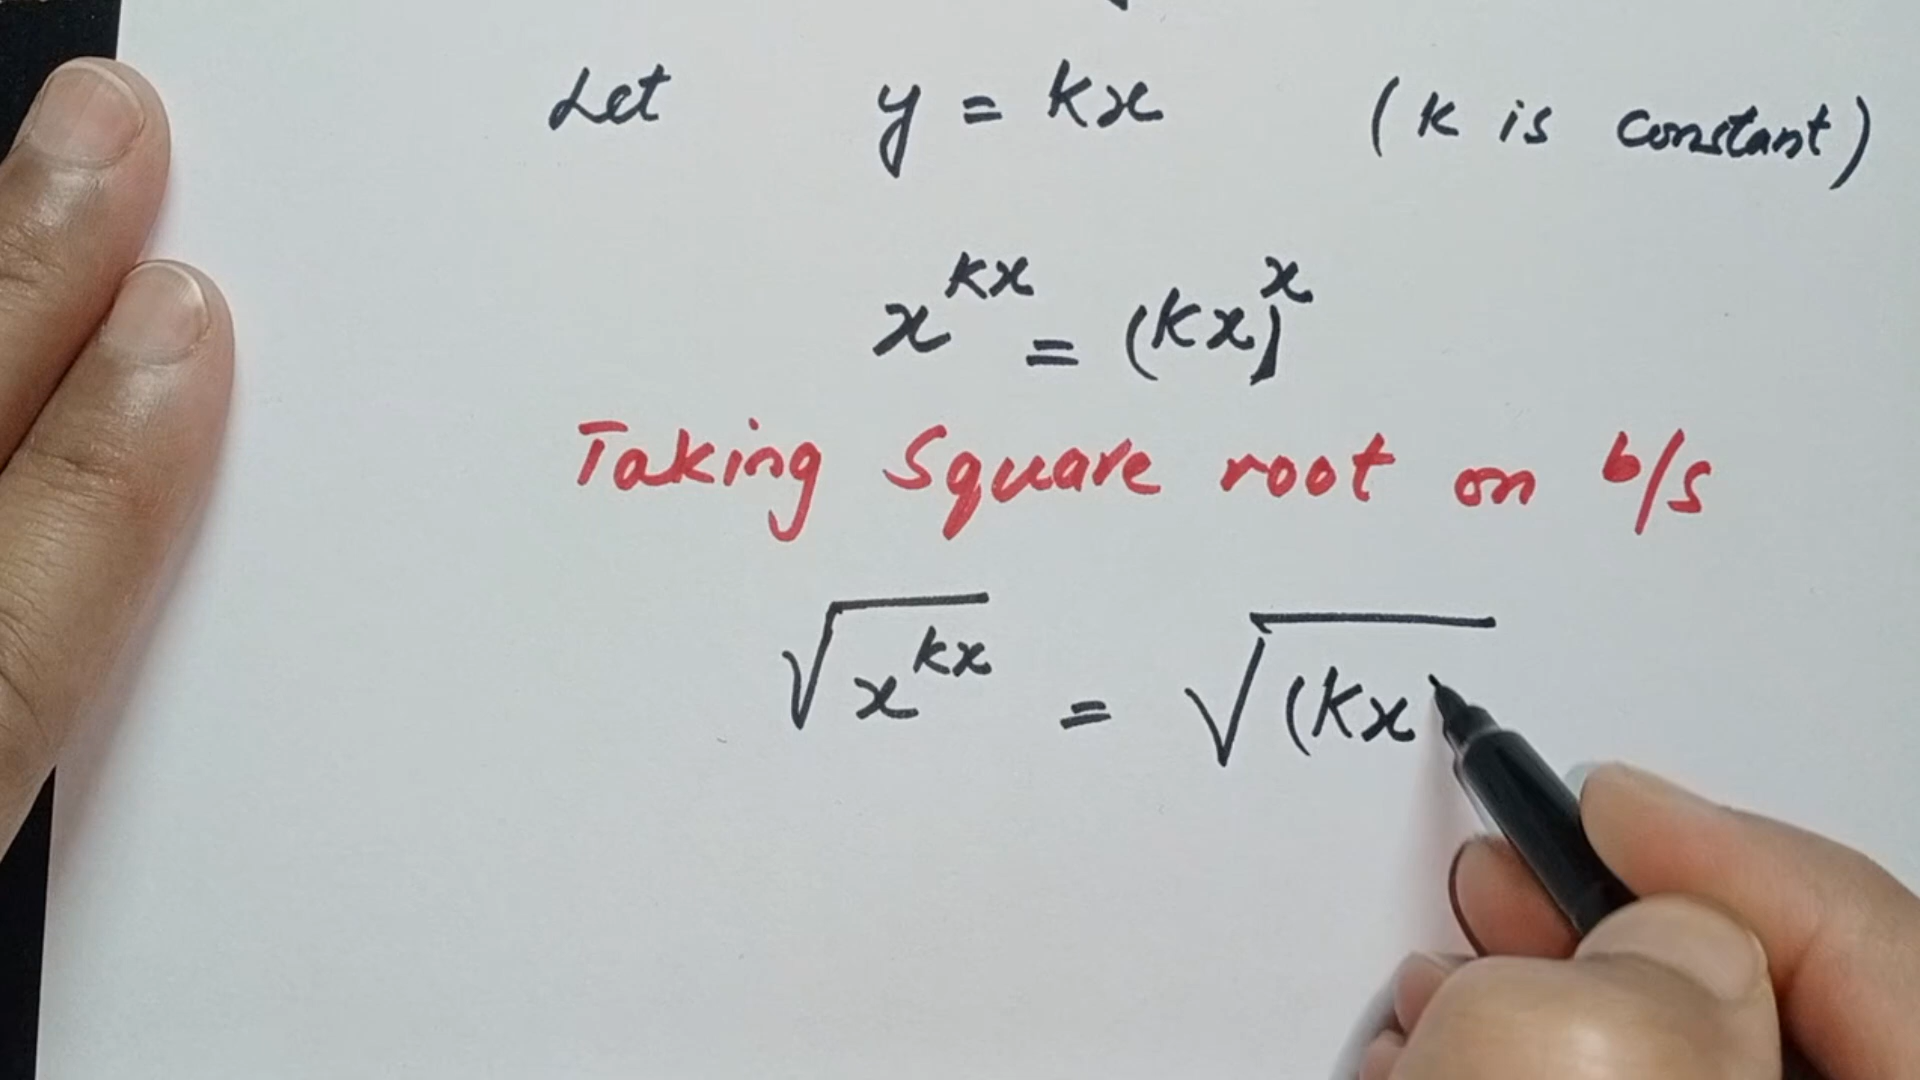 Let y = kx (k is constant)
x^{kx} = (kx)^x
Taking Square root on b/s
√(x^{kx}) = √((kx